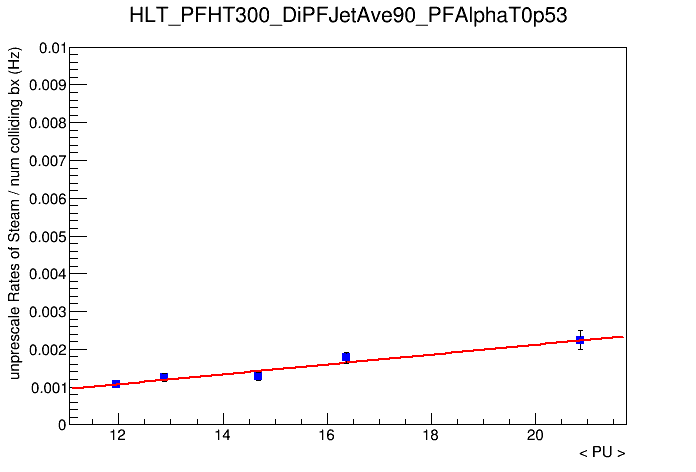 HLT_PFHT300_DiPFJetAve90_PFAlphaT0p53
unprescale Rates of Steam / num colliding bx (Hz)
0.01
0.009
0.008
0.007
0.006
0.005
0.004
0.003
0.002
0.001
0
12 14 16 18 20
< PU >